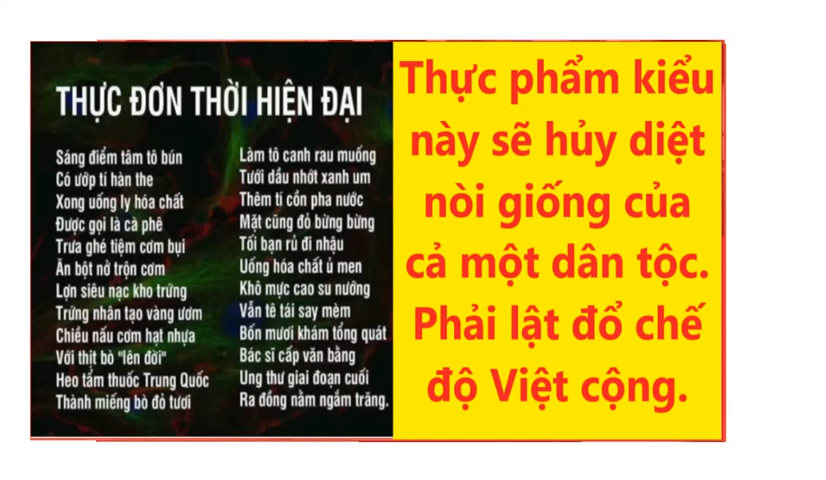 THỰC ĐƠN THỜI HIỆN ĐẠI
Sáng điểm tâm tô bún
Có ướp tí hàn the
Xong uống ly hóa chất
Được gọi là cà phê
Trưa ghé tiệm cơm bụi
Ăn bột nở trộn cơm
Lợn siêu nạc kho trứng
Trứng nhân tạo vàng ươm
Chiều nấu cơm hạt nhựa
Với thịt bò "lên đời"
Heo tẩm thuốc Trung Quốc
Thành miếng bò đỏ tươi
Làm tô canh rau muống
Tưới dầu nhớt xanh um
Thêm tí cồn pha nước
Mặt cũng đỏ bừng bừng
Tối bạn rủ đi nhậu
Uống hóa chất ủ men
Khô mực cao su nướng
Vẫn tê tái say mèm
Bốn mươi khám tổng quát
Bác sĩ cấp văn bằng
Ung thư giai đoạn cuối
Ra đồng nằm ngắm trăng.
Thực phẩm kiểu
này sẽ hủy diệt
nòi giống của
cả một dân tộc.
Phải lật đổ chế
độ Việt cộng.